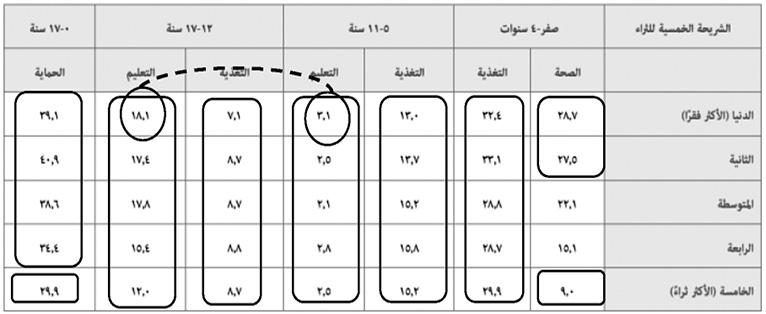 الشريحة الخمسية للثراء صفر-٤ سنوات ٥-١١ سنة ١٢-١٧ سنة ٠-١٧ سنة
الصحة التغذية التغذية التعليم التغذية التعليم الحماية
الدنيا (الأكثر فقرًا) ٢٨,٧ ٣٢,٤ ١٣,٠ ٣,١ ٧,١ ١٨,١ ٣٩,١
الثانية ٢٧,٥ ٣٣,١ ١٣,٧ ٢,٥ ٨,٧ ١٧,٤ ٤٠,٩
المتوسطة ٢٢,١ ٢٨,٨ ١٥,٢ ٢,١ ٨,٧ ١٧,٨ ٣٨,٦
الرابعة ١٥,١ ٢٨,٧ ١٥,٨ ٢,٨ ٨,٨ ١٥,٤ ٣٤,٤
الخامسة (الأكثر ثراءً) ٩,٠ ٢٩,٩ ١٥,٢ ٢,٥ ٨,٧ ١٢,٠ ٢٩,٩